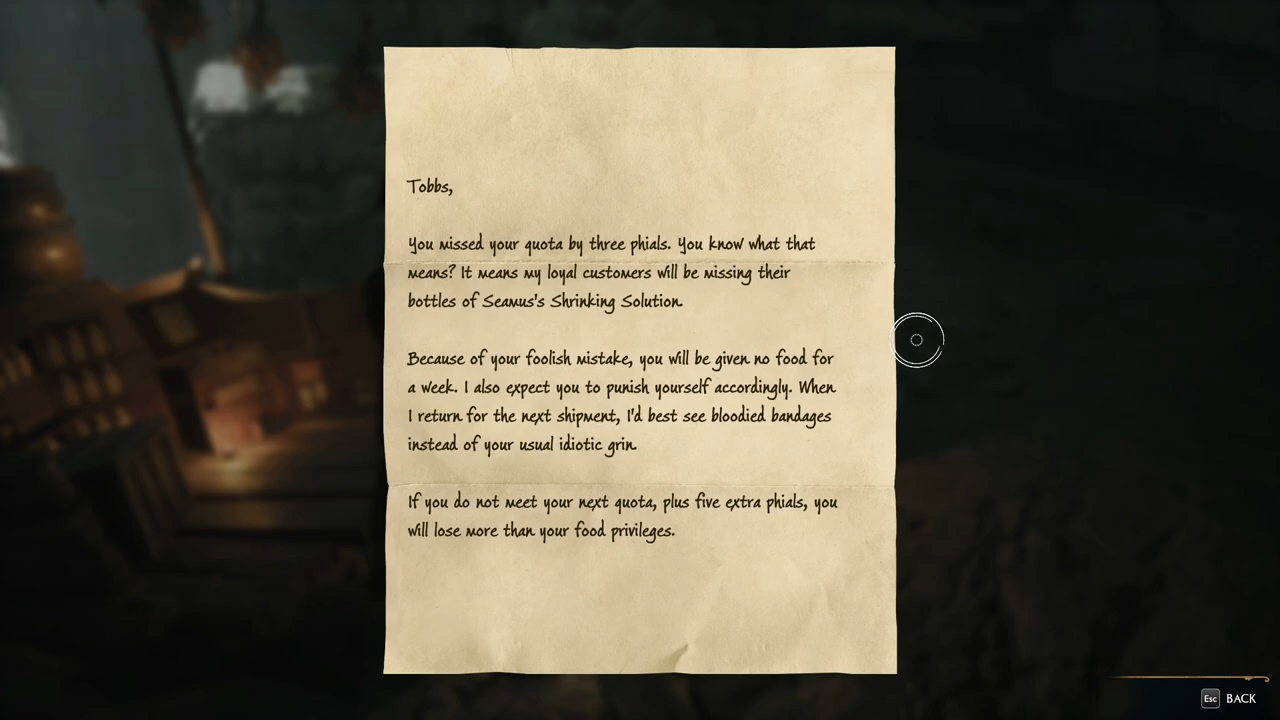 Tobbs,
You missed your quota by three phials. You know what that
means? It means my loyal customers will be missing their
bottles of Seamus's Shrinking Solution.
Because of your foolish mistake, you will be given no food for
a week. I also expect you to punish yourself accordingly. When
I return for the next shipment, I'd best see bloodied bandages
instead of your usual idiotic grin.
If you do not meet your next quota, plus five extra phials, you
will lose more than your food privileges.
Esc BACK